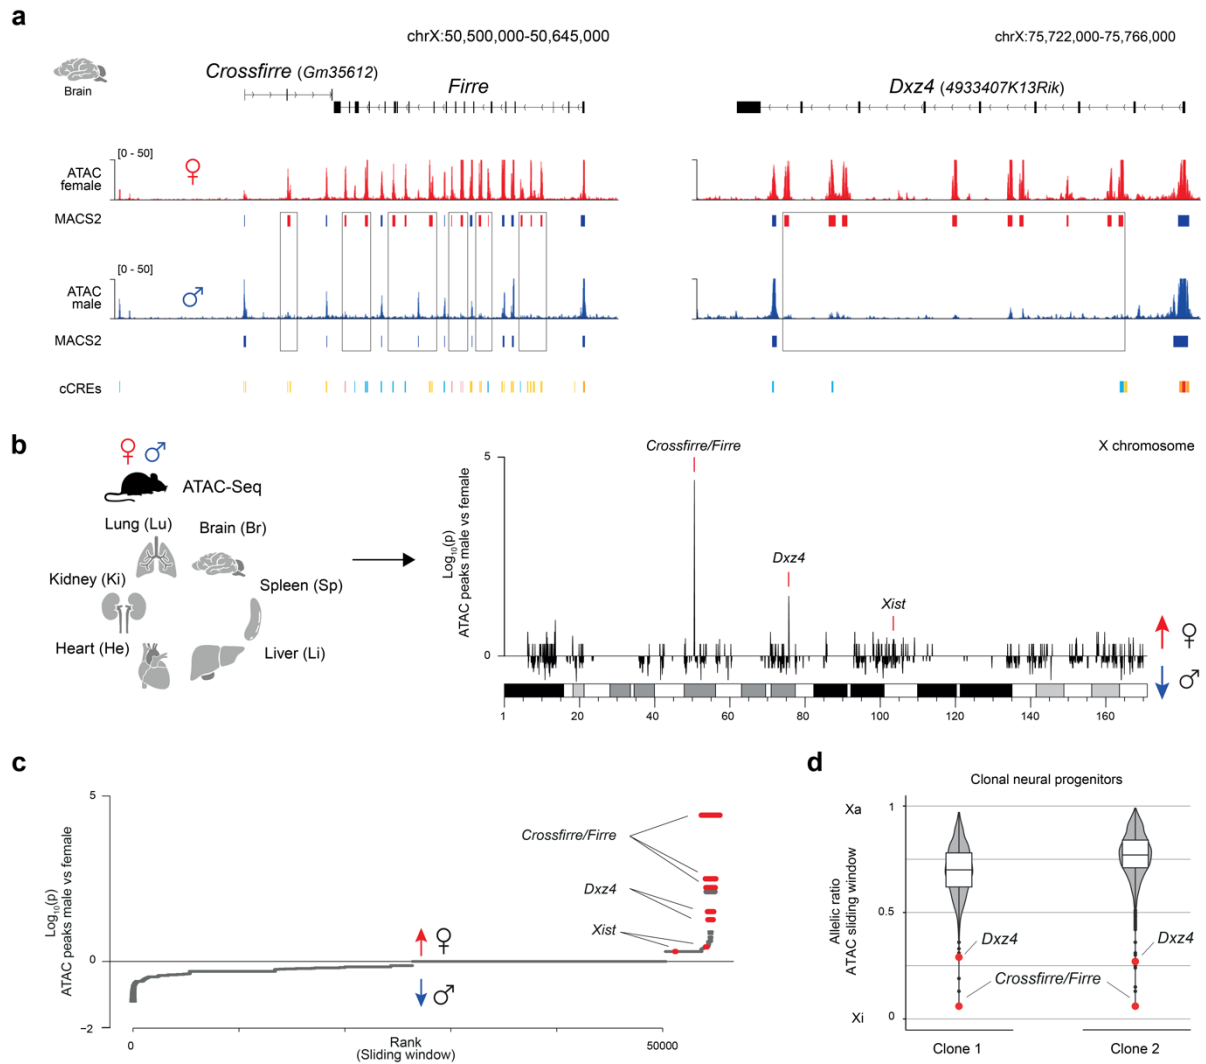 a
chrX:50,500,000-50,645,000
chrX:75,722,000-75,766,000
Crossfirre (Gm35612)
Firre
Dxz4 (4933407K13Rik)
Brain
[0 - 50]
ATAC
female
♀
MACS2
[0 - 50]
ATAC
male
♂
MACS2
cCREs
b
♀ ♂
ATAC-Seq
Lung (Lu)
Brain (Br)
Kidney (Ki)
Spleen (Sp)
Heart (He)
Liver (Li)
Crossfirre/Firre
X chromosome
5
Log10(p)
ATAC peaks male vs female
Dxz4
Xist
0
♀
♂
1 20 40 60 80 100 120 140 160
c
5
Log10(p)
ATAC peaks male vs female
Crossfirre/Firre
Dxz4
Xist
♀
0
♂
−2
0
Rank
(Sliding window)
50000
d
Clonal neural progenitors
Xa
1
Allelic ratio
ATAC sliding window
0.5
Dxz4
Dxz4
Crossfirre/Firre
Xi
0
Clone 1
Clone 2